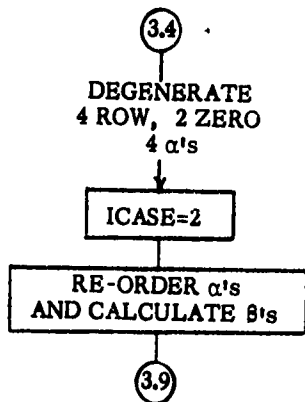 3.4
DEGENERATE
4 ROW, 2 ZERO
4 α's
ICASE=2
RE-ORDER α's
AND CALCULATE β's
3.9